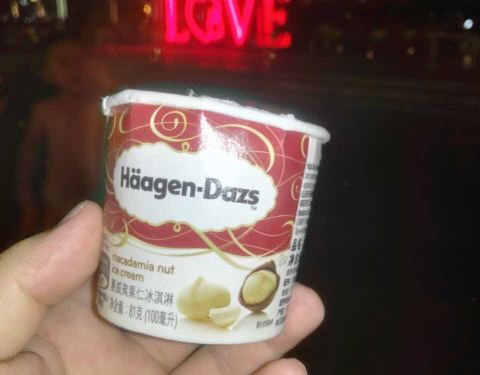 LOVE
Häagen-Dazs
TM
macadamia nut
ice cream
夏威夷果仁冰淇淋
净含量：81克 (100毫升)